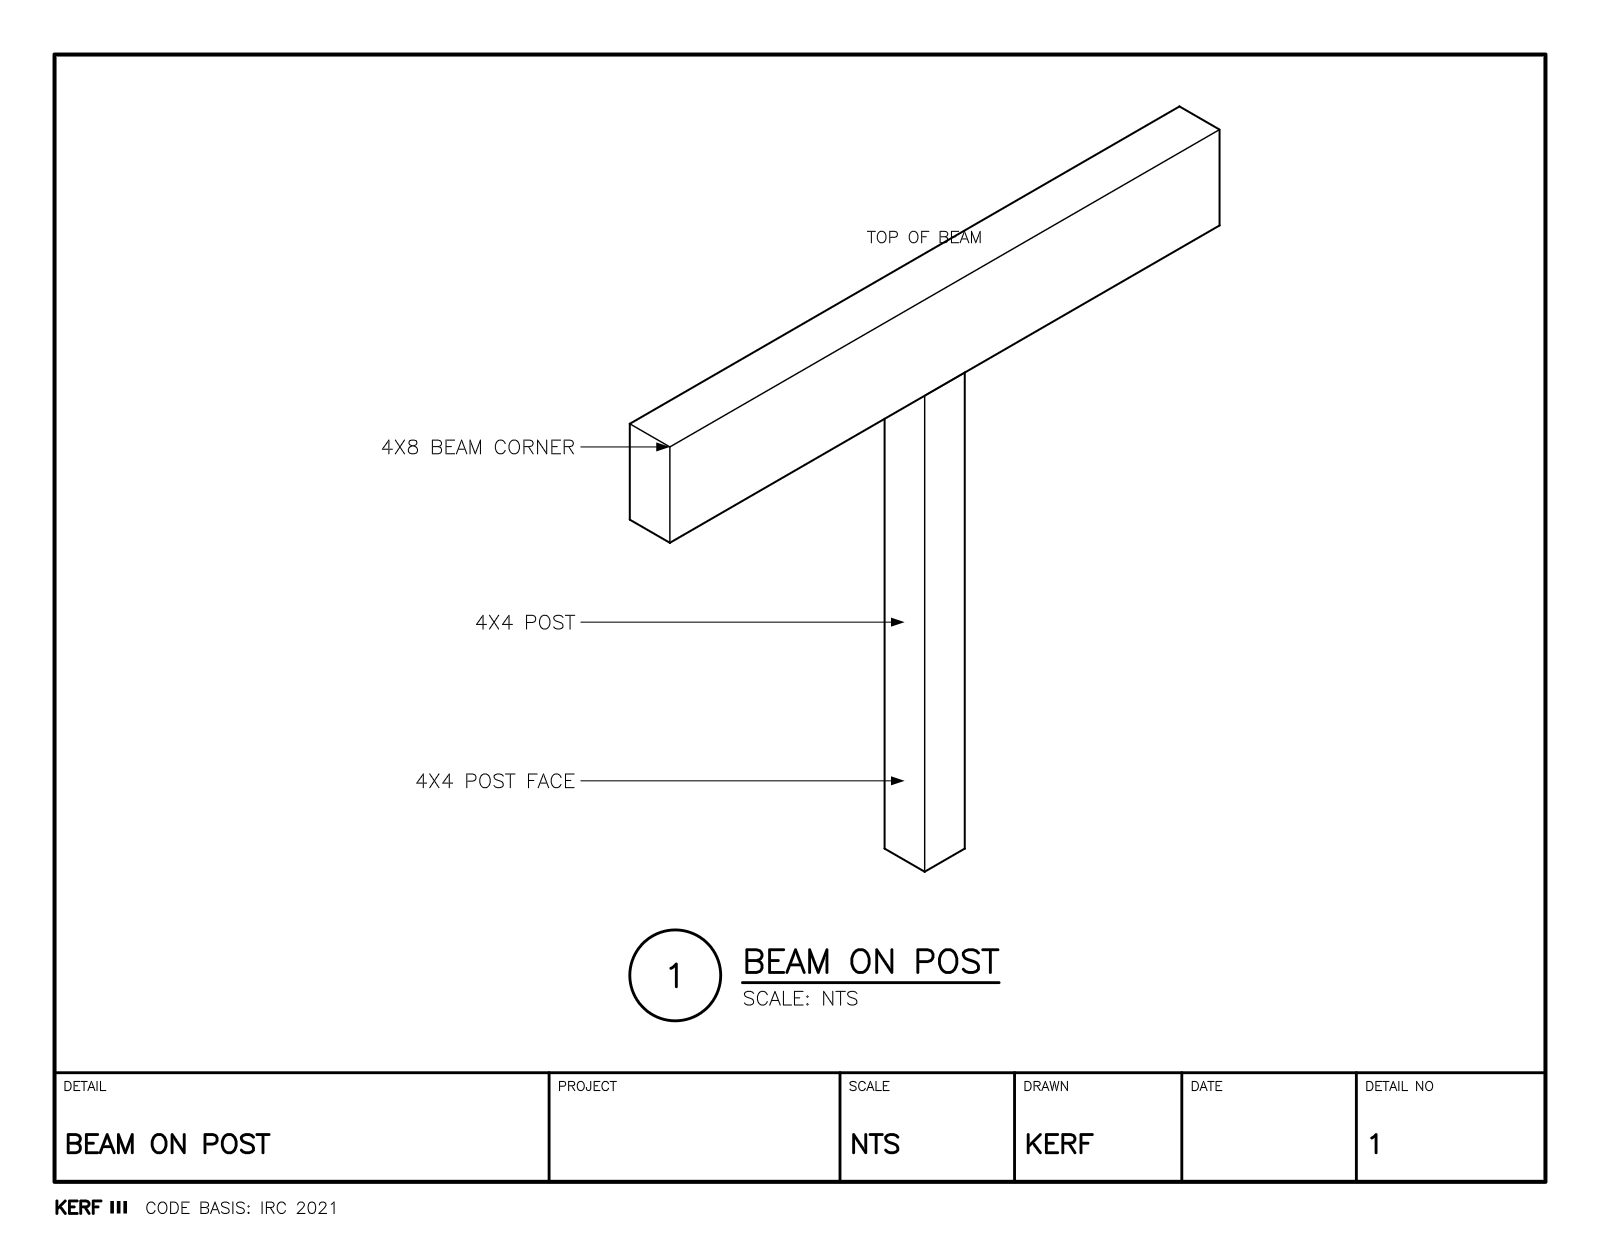 TOP OF BEAM
4X8 BEAM CORNER
4X4 POST
4X4 POST FACE
1
BEAM ON POST
SCALE: NTS
DETAIL
BEAM ON POST
PROJECT
SCALE
NTS
DRAWN
KERF
DATE
DETAIL NO
1
KERF CODE BASIS: IRC 2021